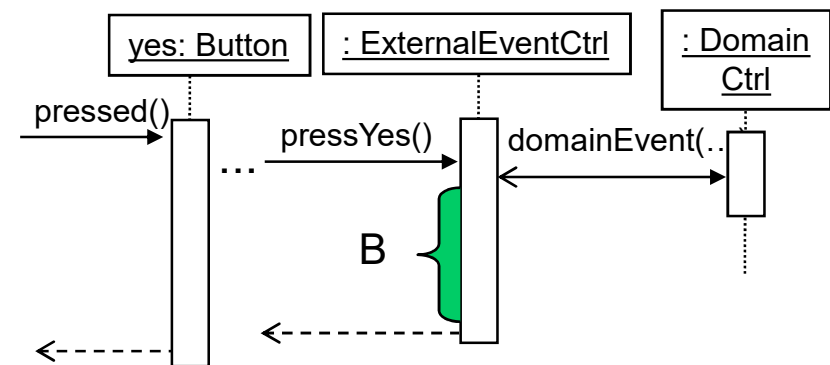 yes: Button
: ExternalEventCtrl
: Domain
Ctrl
pressed()
...
pressYes()
domainEvent(..
B